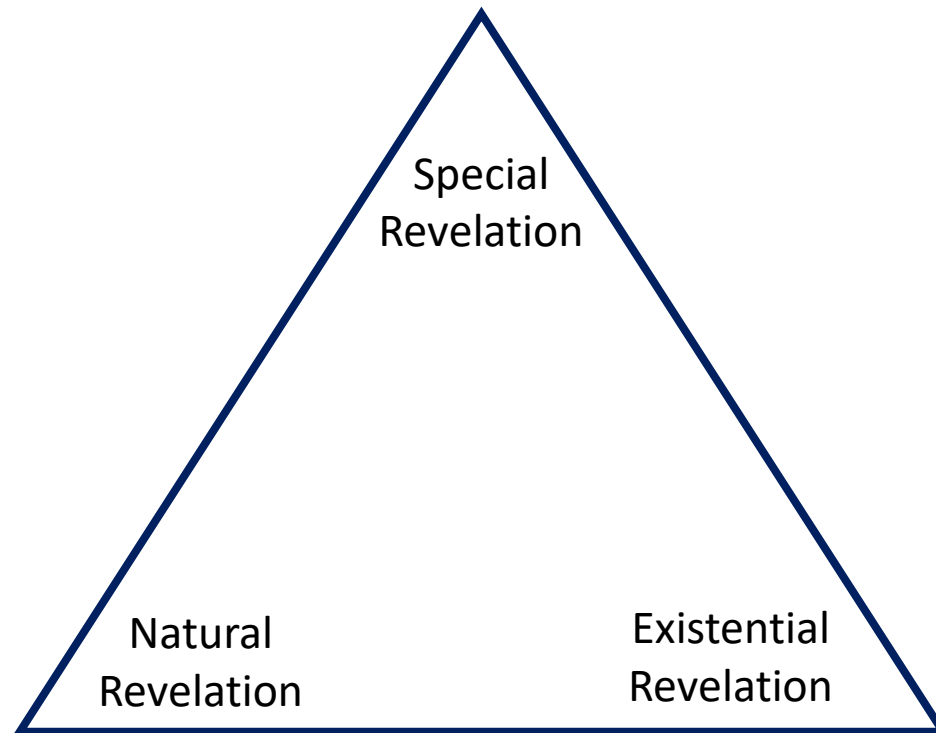 Special
Revelation
Natural
Revelation
Existential
Revelation